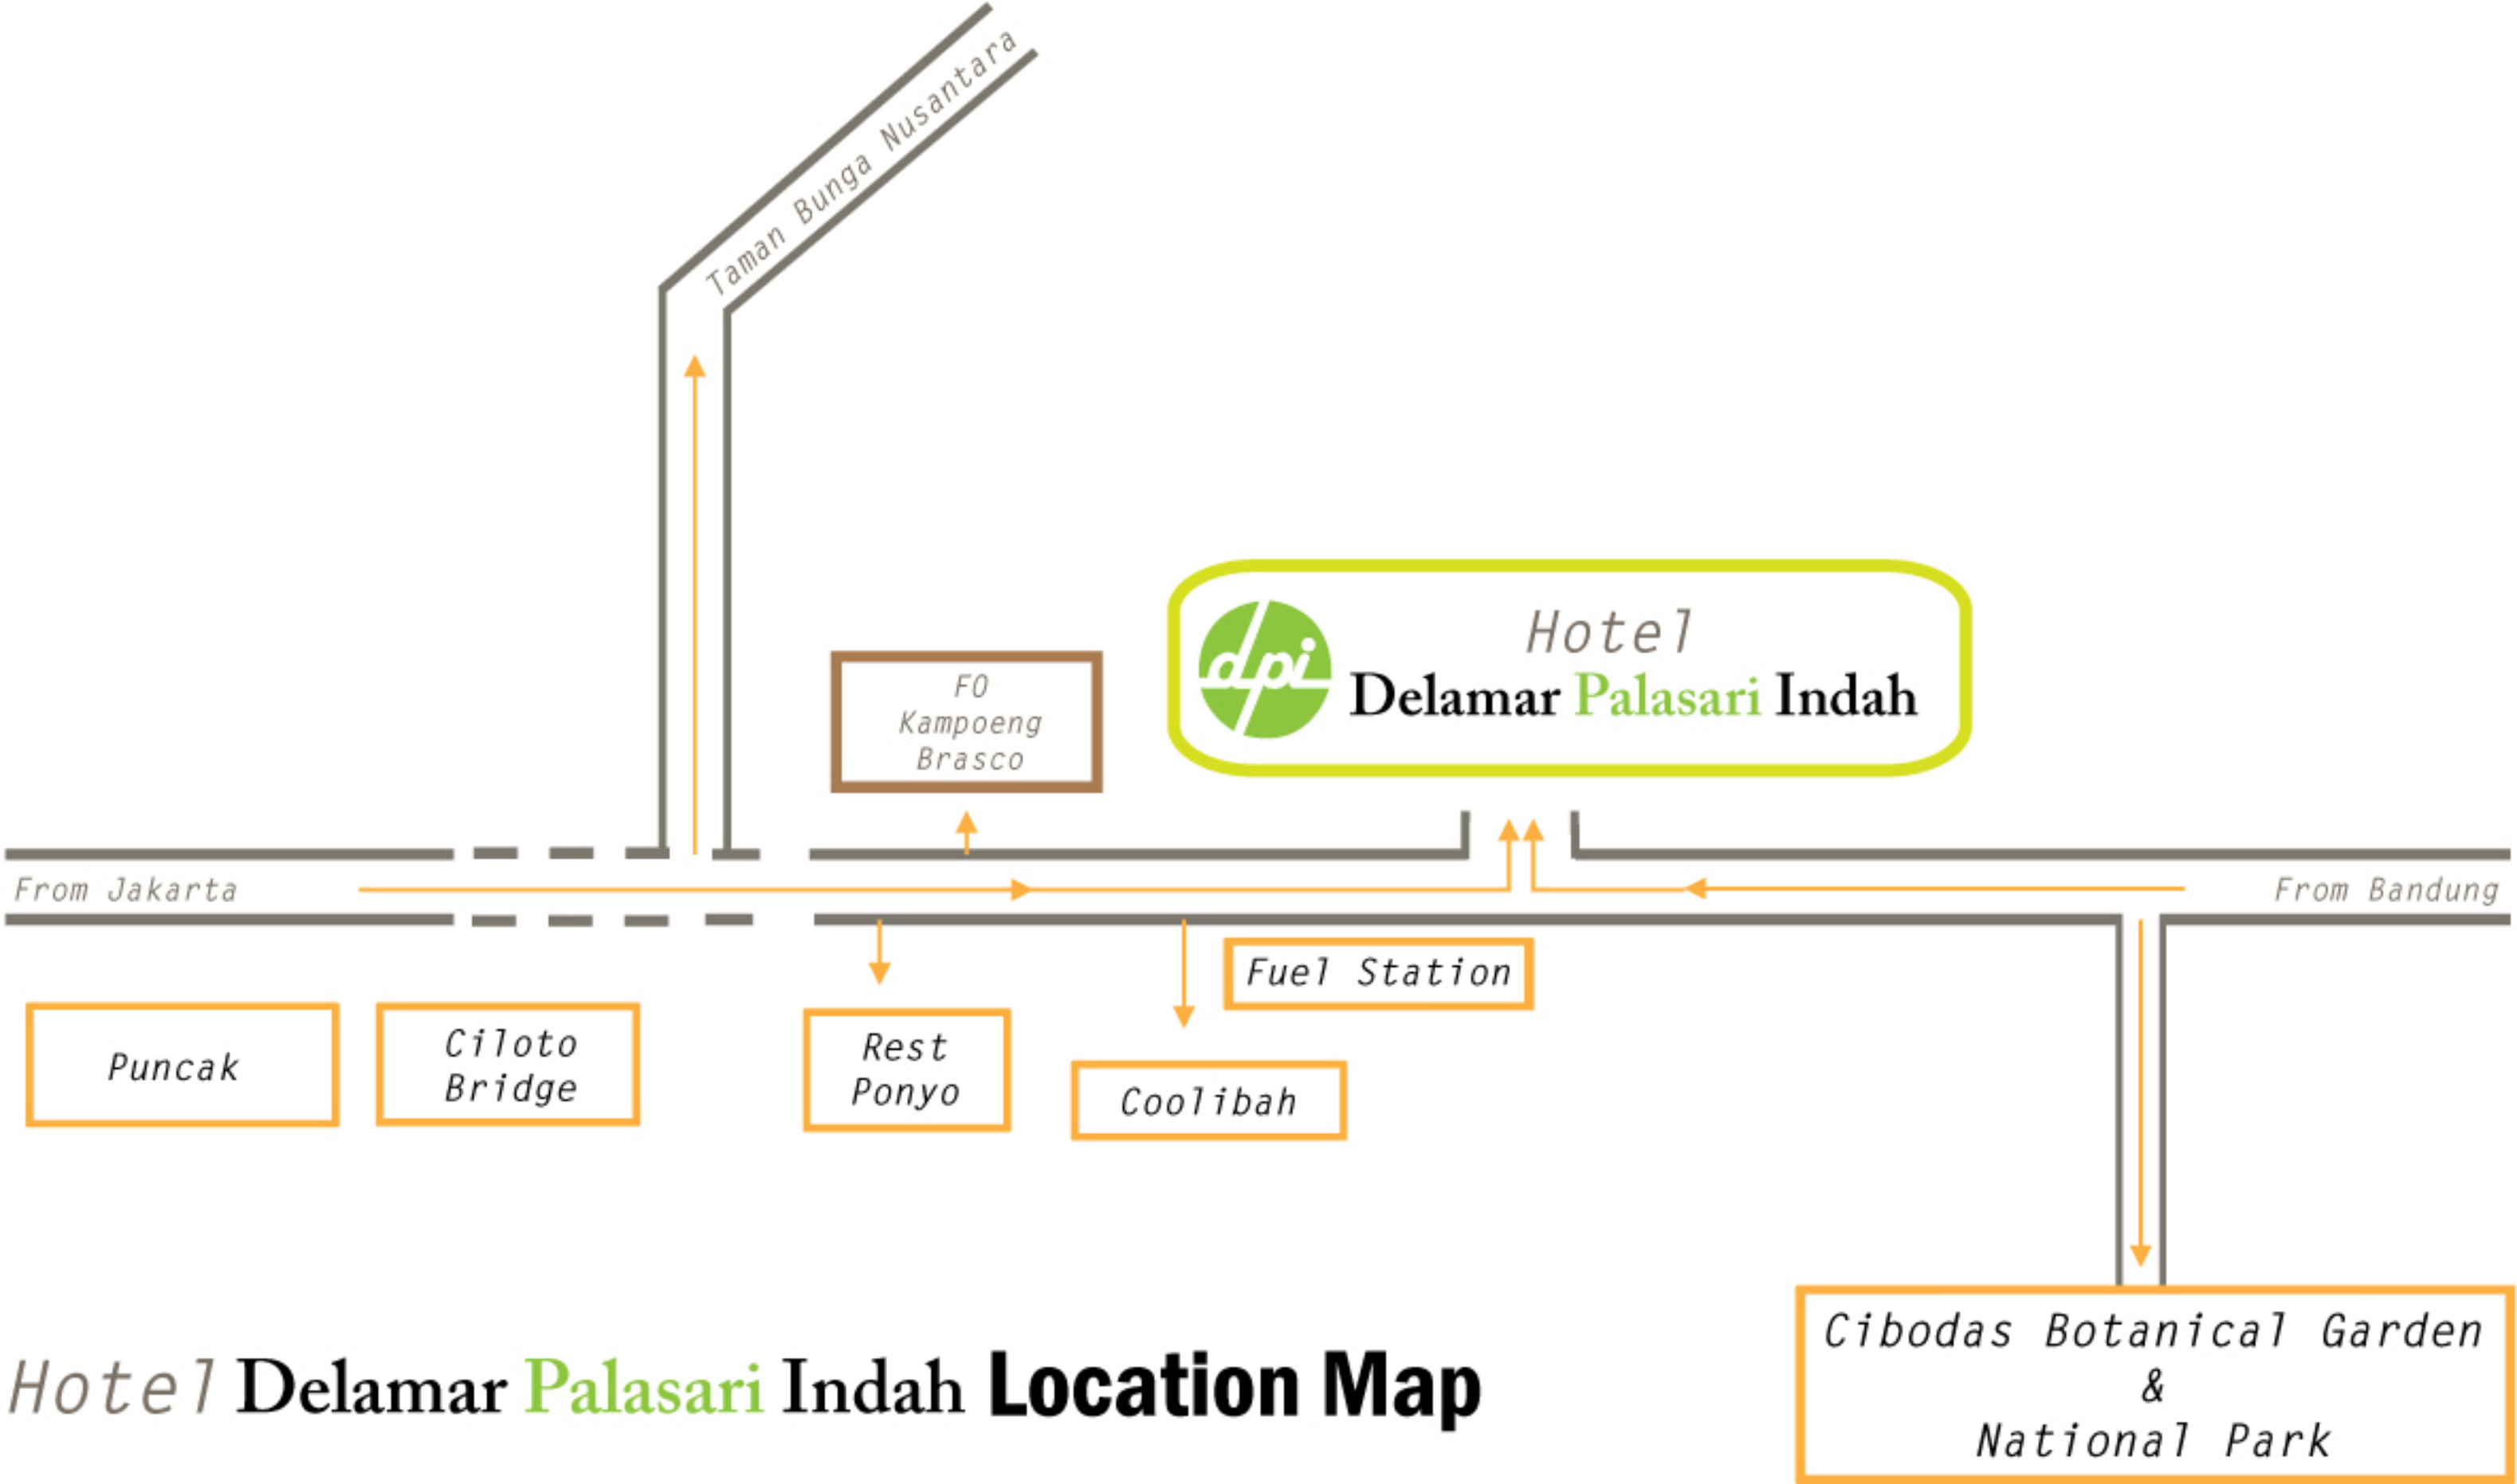 Taman Bunga Nusantara
Hotel
dpi
Delamar Palasari Indah
FO
Kampoeng
Brasco
From Jakarta
From Bandung
Fuel Station
Puncak
Ciloto
Bridge
Rest
Ponyo
Coolibah
Cibodas Botanical Garden
&
National Park
Hotel Delamar Palasari Indah Location Map